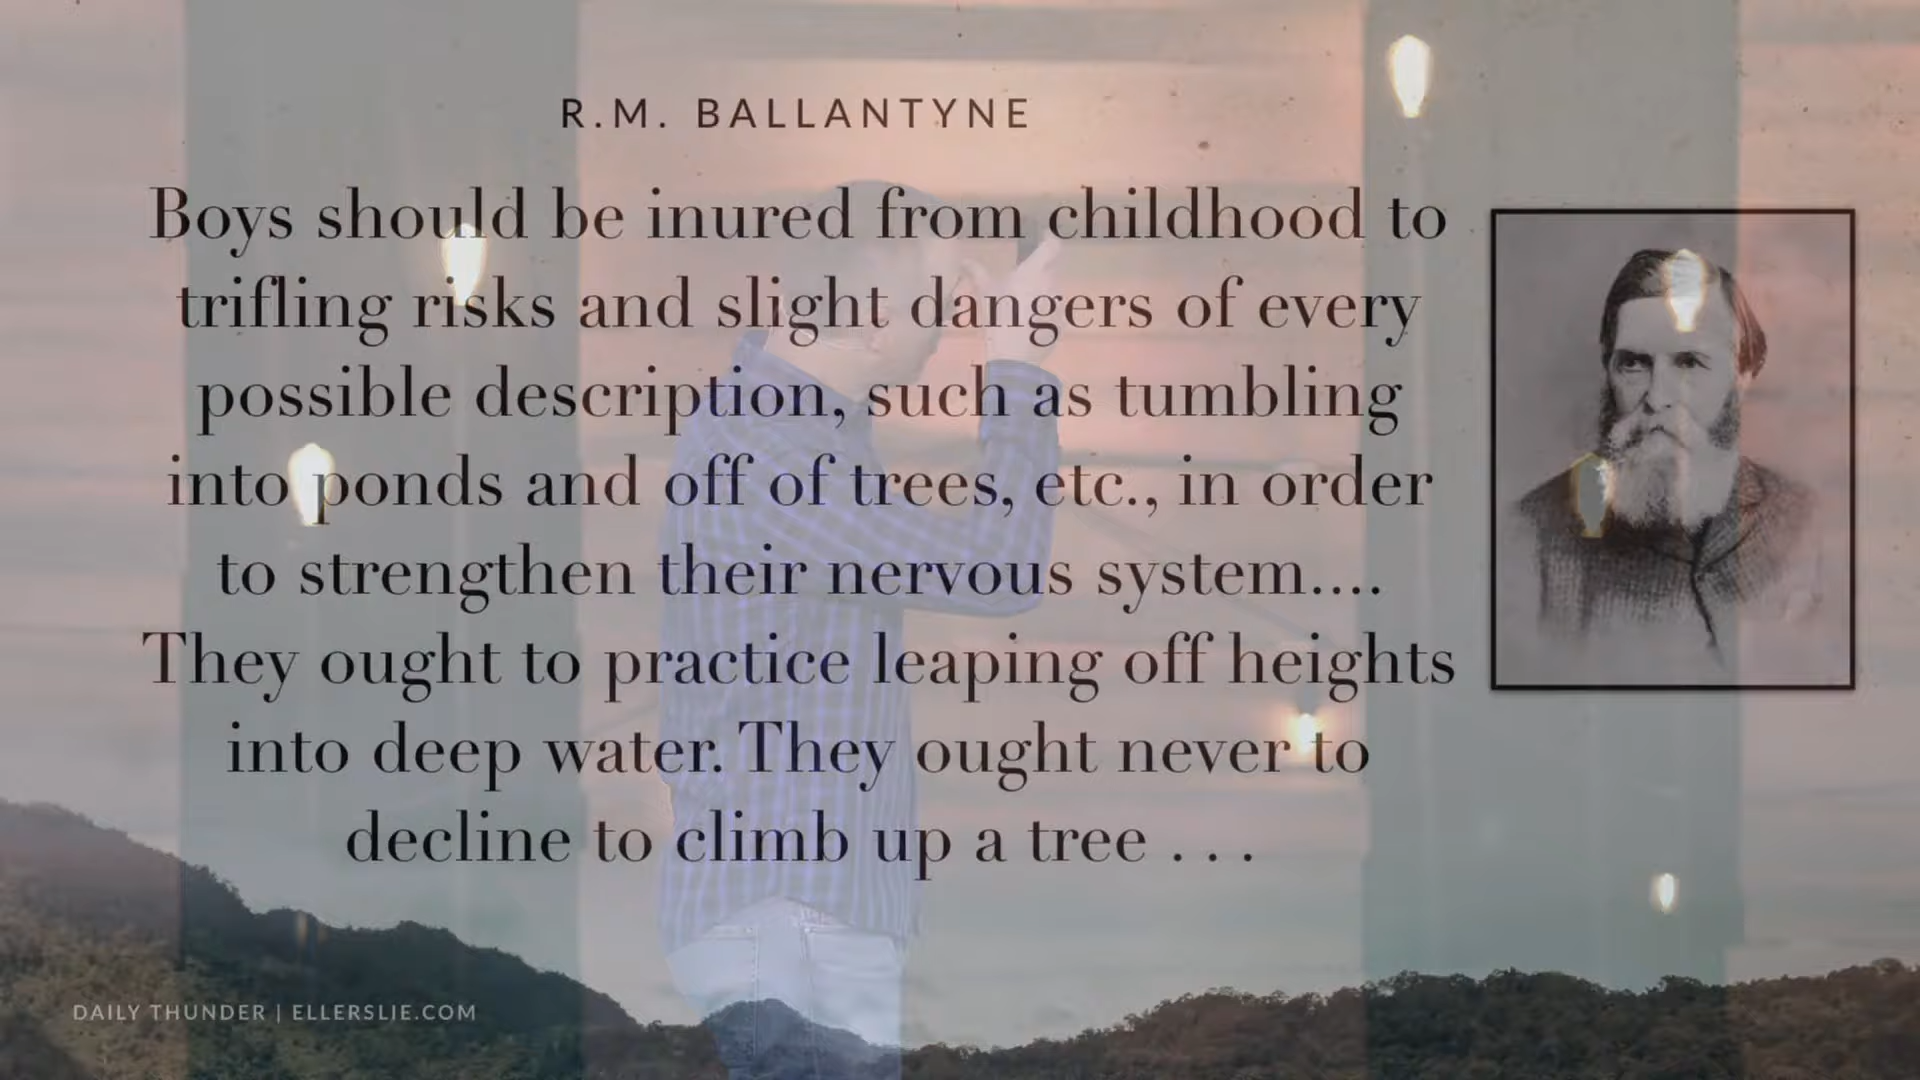 R.M. BALLANTYNE
Boys should be inured from childhood to
trifling risks and slight dangers of every
possible description, such as tumbling
into ponds and off of trees, etc., in order
to strengthen their nervous system....
They ought to practice leaping off heights
into deep water. They ought never to
decline to climb up a tree . . .
DAILY THUNDER | ELLERSLIE.COM